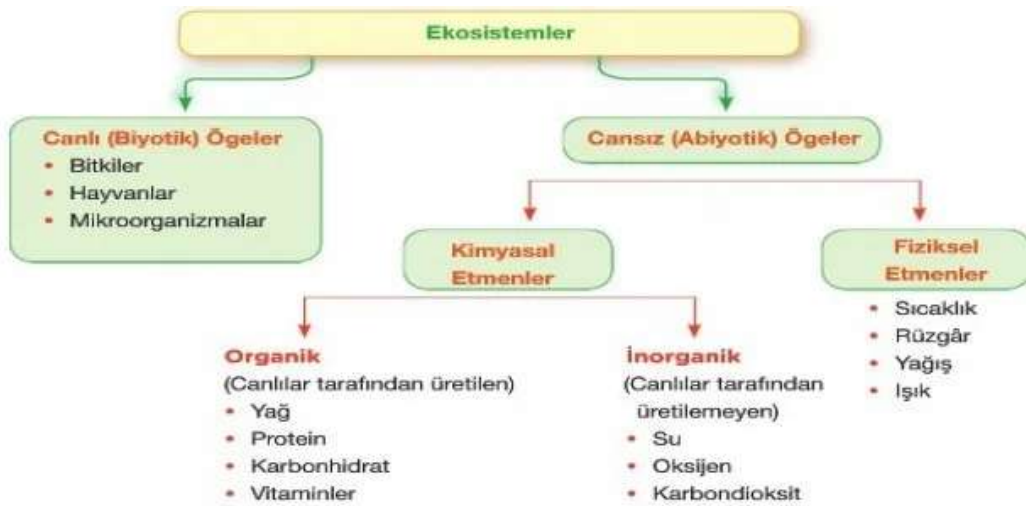 Ekosistemler
Canlı (Biyotik) Ögeler
• Bitkiler
• Hayvanlar
• Mikroorganizmalar
Cansız (Abiyotik) Ögeler
Kimyasal
Etmenler
Fiziksel
Etmenler
• Sıcaklık
• Rüzgâr
• Yağış
• Işık
Organik
(Canlılar tarafından üretilen)
• Yağ
• Protein
• Karbonhidrat
• Vitaminler
İnorganik
(Canlılar tarafından
üretilemeyen)
• Su
• Oksijen
• Karbondioksit